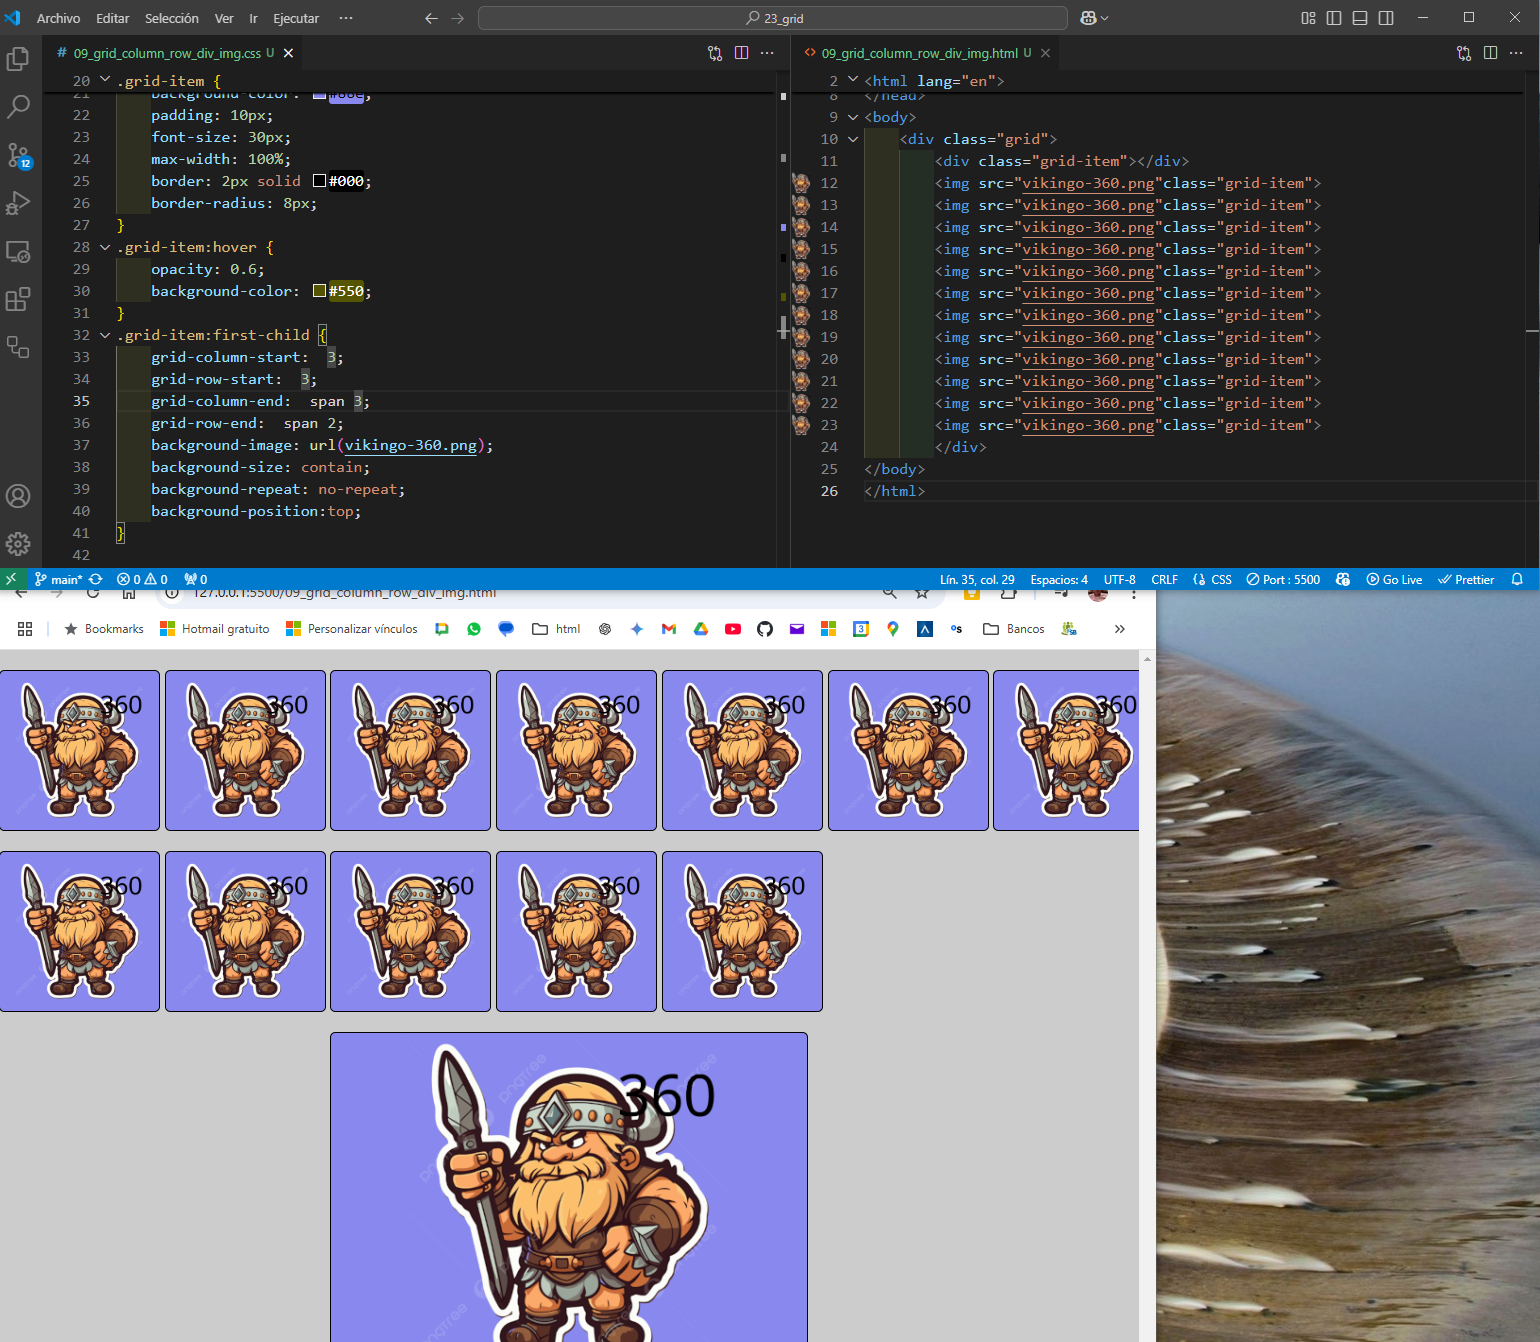 Archivo Editar Selección Ver Ir Ejecutar ··· 23_grid
# 09_grid_column_row_div_img.css U
20 .grid-item {
21 background-color: #88e;
22 padding: 10px;
23 font-size: 30px;
24 max-width: 100%;
25 border: 2px solid #000;
26 border-radius: 8px;
27 }
28 .grid-item:hover {
29 opacity: 0.6;
30 background-color: #550;
31 }
32 .grid-item:first-child {
33 grid-column-start: 3;
34 grid-row-start: 3;
35 grid-column-end: span 3;
36 grid-row-end: span 2;
37 background-image: url(vikingo-360.png);
38 background-size: contain;
39 background-repeat: no-repeat;
40 background-position:top;
41 }
42
<> 09_grid_column_row_div_img.html U
2 <html lang="en">
8 </head>
9 <body>
10 <div class="grid">
11 <div class="grid-item"></div>
12 <img src="vikingo-360.png"class="grid-item">
13 <img src="vikingo-360.png"class="grid-item">
14 <img src="vikingo-360.png"class="grid-item">
15 <img src="vikingo-360.png"class="grid-item">
16 <img src="vikingo-360.png"class="grid-item">
17 <img src="vikingo-360.png"class="grid-item">
18 <img src="vikingo-360.png"class="grid-item">
19 <img src="vikingo-360.png"class="grid-item">
20 <img src="vikingo-360.png"class="grid-item">
21 <img src="vikingo-360.png"class="grid-item">
22 <img src="vikingo-360.png"class="grid-item">
23 <img src="vikingo-360.png"class="grid-item">
24 </div>
25 </body>
26 </html>
12
main* 0 0 0 Lín. 35, col. 29 Espacios: 4 UTF-8 CRLF CSS Port : 5500 Go Live Prettier
127.0.0.1:5500/09_grid_column_row_div_img.html
Bookmarks Hotmail gratuito Personalizar vínculos html 3 Bancos SB »
360 360 360 360 360 360 360
360 360 360 360 360
360
pngtree